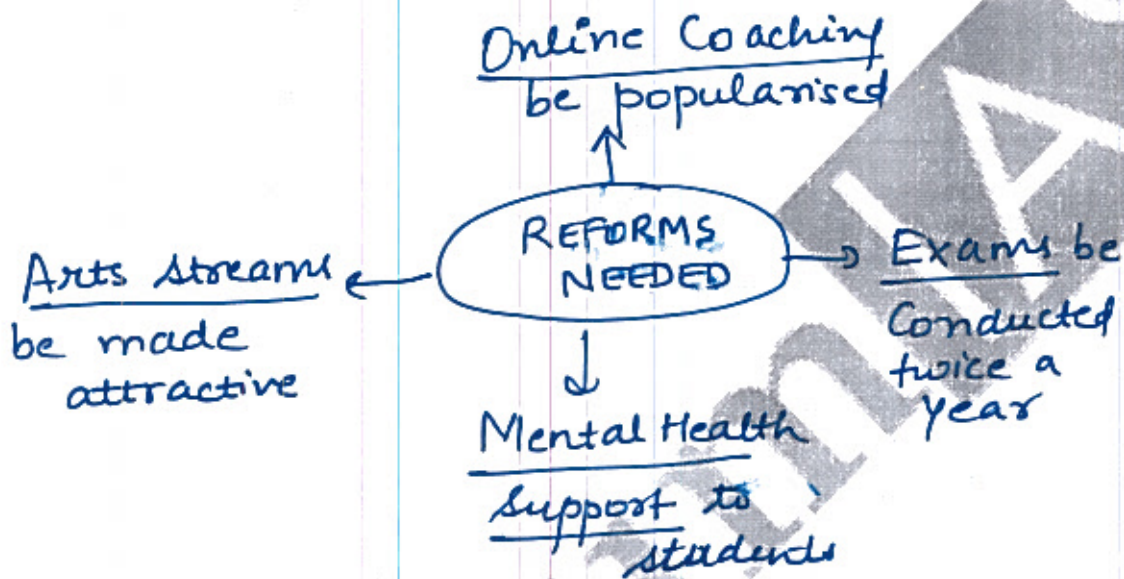 Online Coaching
be popularised
REFORMS
NEEDED
Arts streams
be made
attractive
Exams be
Conducted
twice a
year
Mental Health
Support to
students